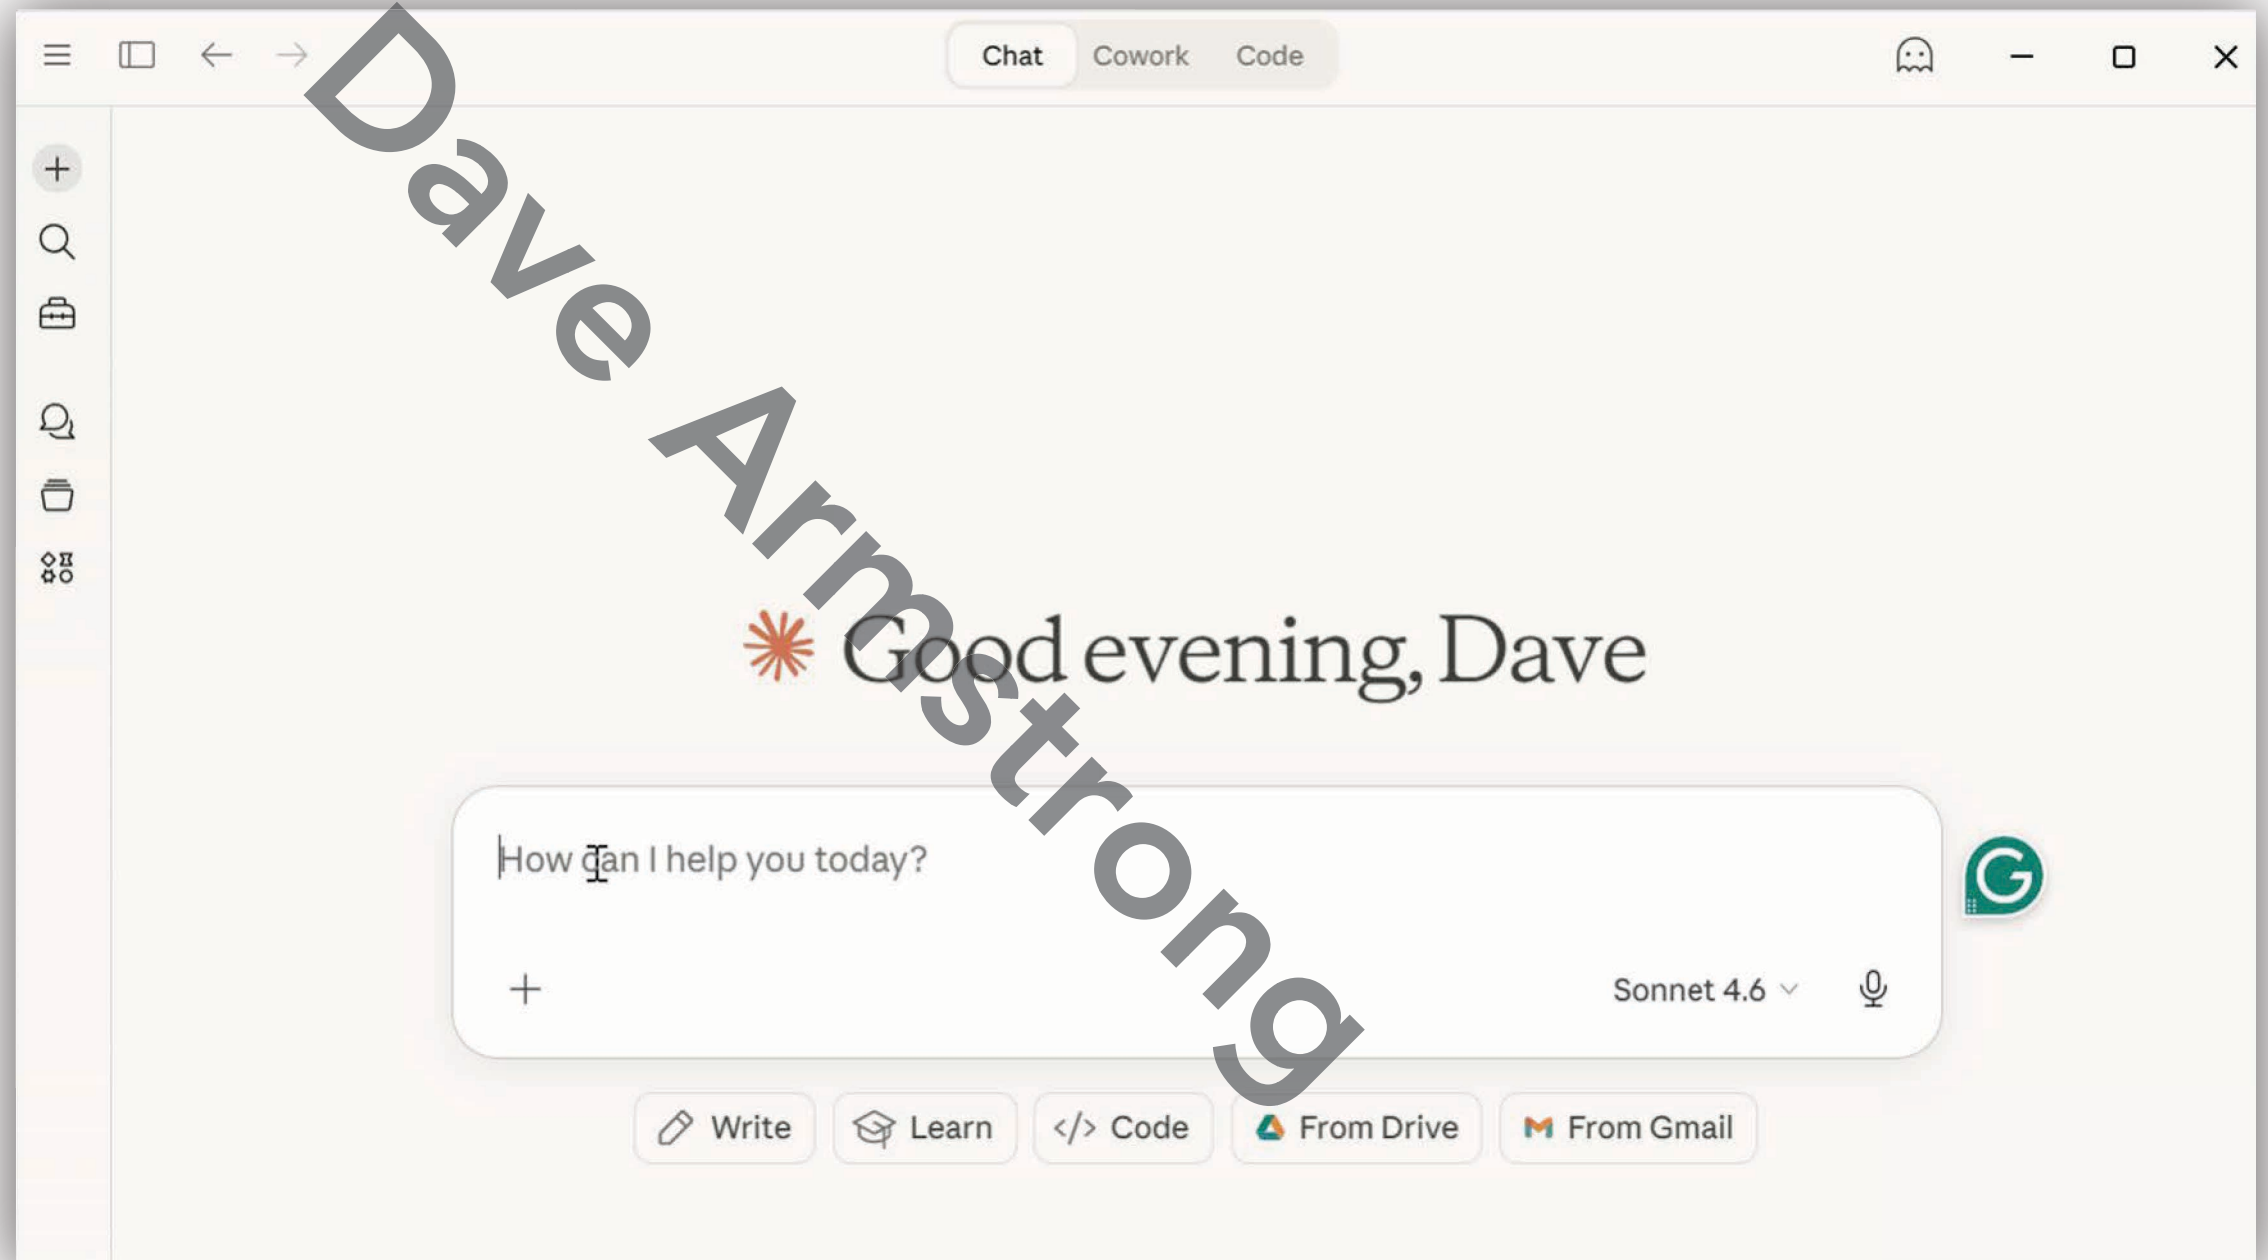 Chat Cowork Code
Dave Armstrong
Good evening, Dave
How can I help you today?
G
Sonnet 4.6
Write Learn </> Code From Drive From Gmail